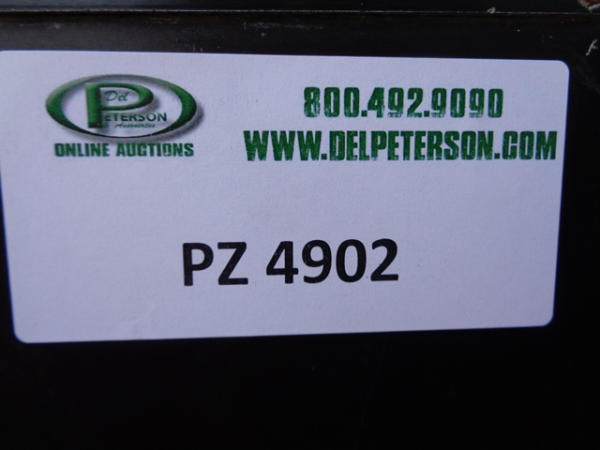 Del
PETERSON
& Associates
ONLINE AUCTIONS
800.492.9090
WWW.DELPETERSON.COM
PZ 4902